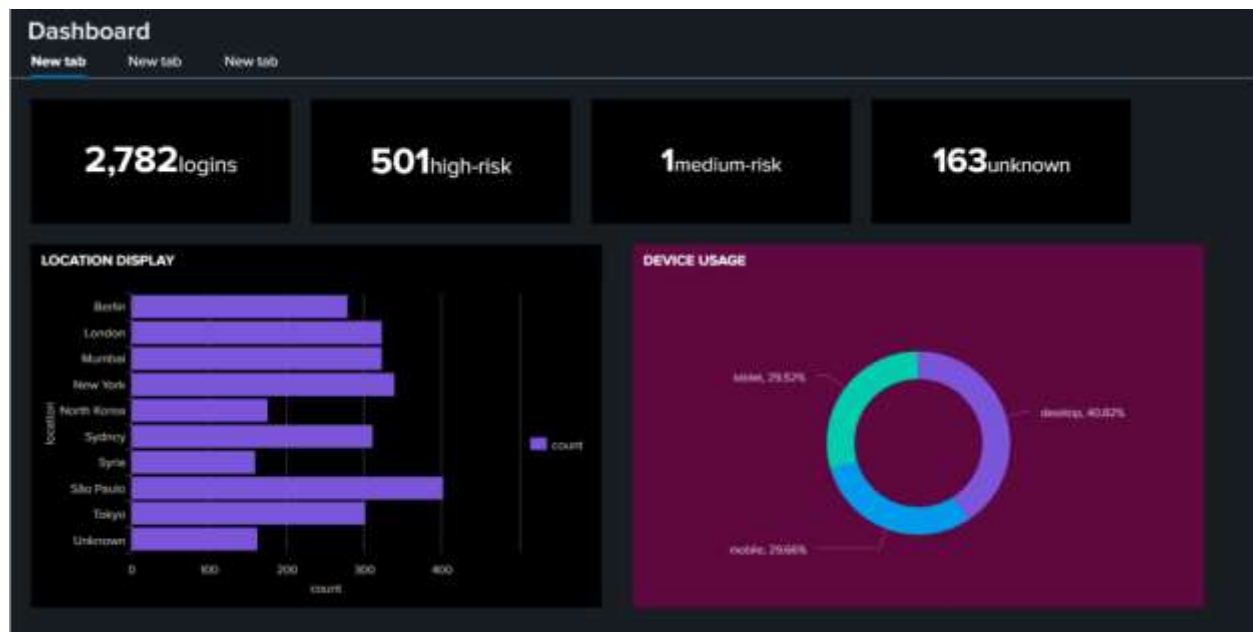 Dashboard
New tab New tab New tab
2,782logins 501high-risk 1medium-risk 163unknown
LOCATION DISPLAY
Berlin
London
Mumbai
New York
North Korea
Sydney
Syria
São Paulo
Tokyo
Unknown
location
0 100 200 300 400
count
count
DEVICE USAGE
tablet, 29.52%
desktop, 40.82%
mobile, 29.66%